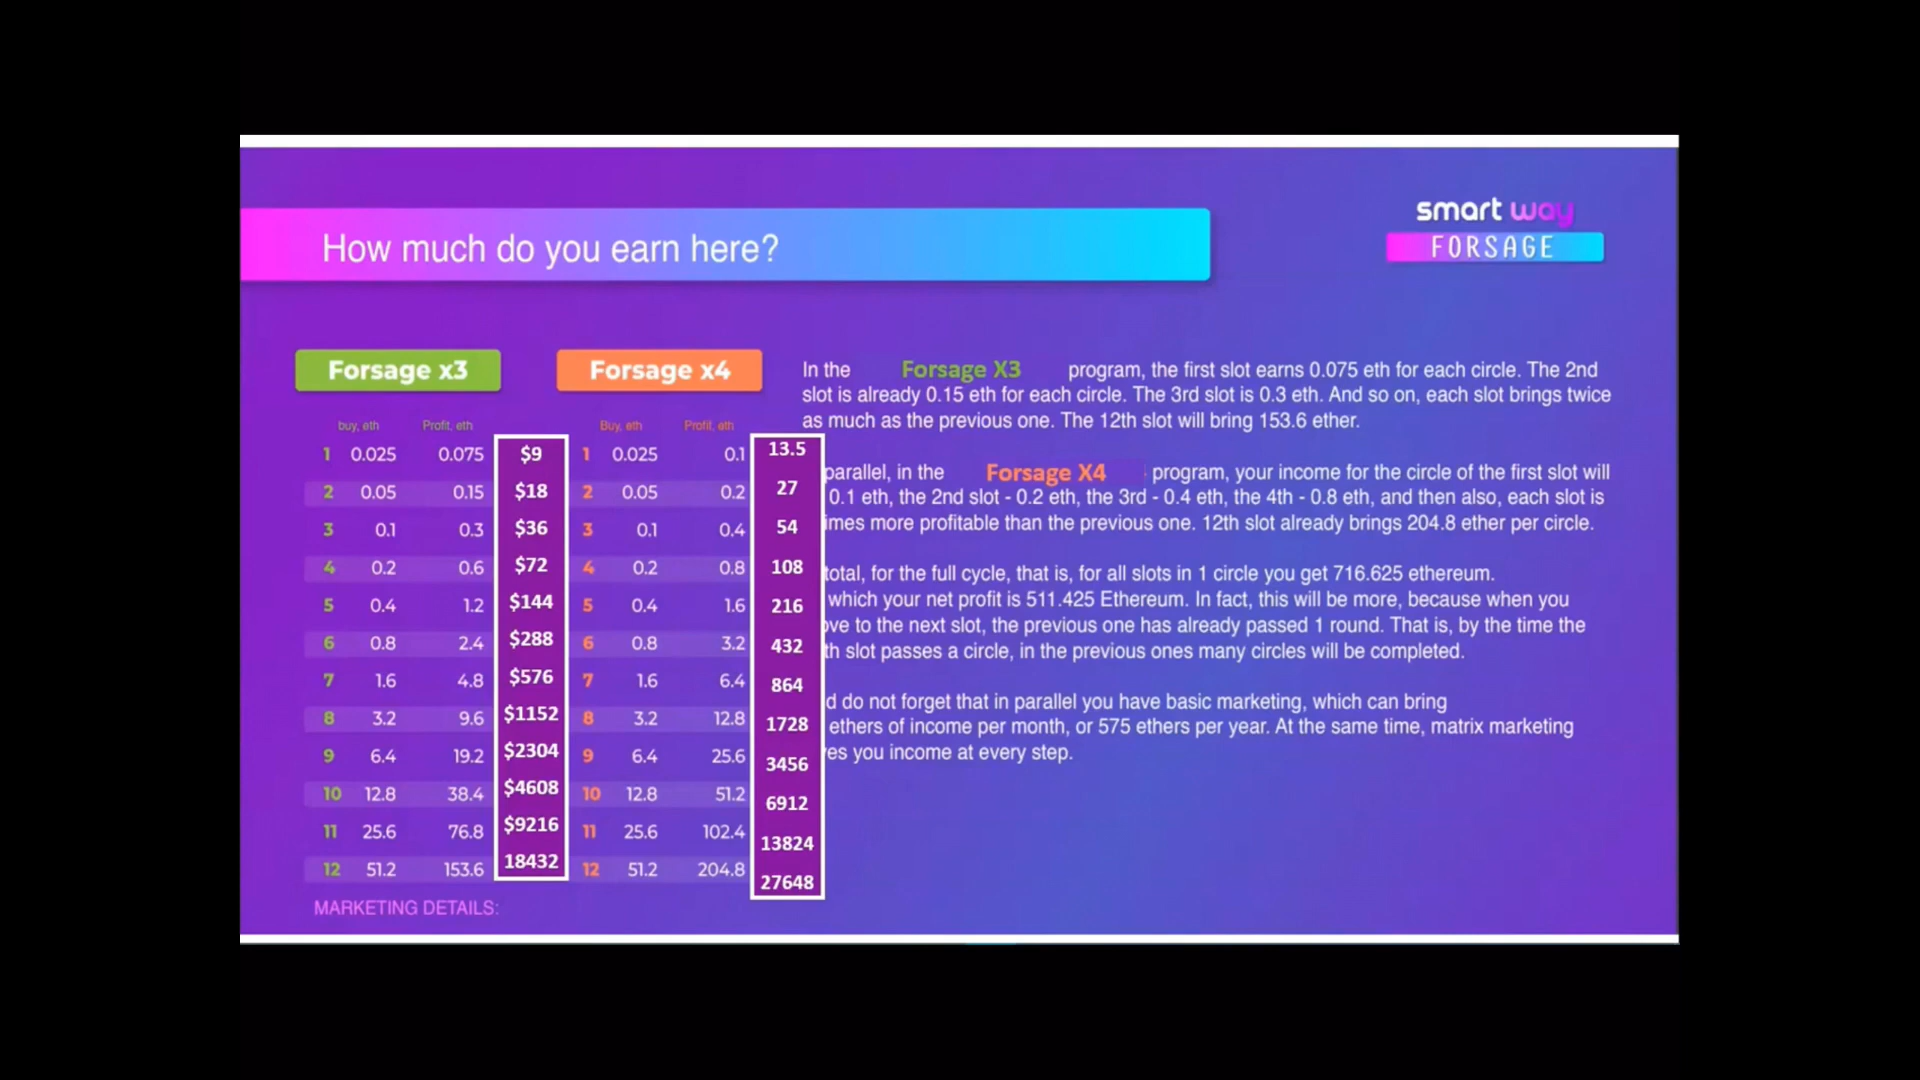 smart way
FORSAGE
How much do you earn here?
Forsage x3
buy, eth Profit, eth
1 0.025 0.075 $9
2 0.05 0.15 $18
3 0.1 0.3 $36
4 0.2 0.6 $72
5 0.4 1.2 $144
6 0.8 2.4 $288
7 1.6 4.8 $576
8 3.2 9.6 $1152
9 6.4 19.2 $2304
10 12.8 38.4 $4608
11 25.6 76.8 $9216
12 51.2 153.6 18432
Forsage x4
Buy, eth Profit, eth
1 0.025 0.1 13.5
2 0.05 0.2 27
3 0.1 0.4 54
4 0.2 0.8 108
5 0.4 1.6 216
6 0.8 3.2 432
7 1.6 6.4 864
8 3.2 12.8 1728
9 6.4 25.6 3456
10 12.8 51.2 6912
11 25.6 102.4 13824
12 51.2 204.8 27648
In the Forsage X3 program, the first slot earns 0.075 eth for each circle. The 2nd
slot is already 0.15 eth for each circle. The 3rd slot is 0.3 eth. And so on, each slot brings twice
as much as the previous one. The 12th slot will bring 153.6 ether.
parallel, in the Forsage X4 program, your income for the circle of the first slot will
0.1 eth, the 2nd slot - 0.2 eth, the 3rd - 0.4 eth, the 4th - 0.8 eth, and then also, each slot is
more profitable than the previous one. 12th slot already brings 204.8 ether per circle.
total, for the full cycle, that is, for all slots in 1 circle you get 716.625 ethereum.
which your net profit is 511.425 Ethereum. In fact, this will be more, because when you
to the next slot, the previous one has already passed 1 round. That is, by the time the
slot passes a circle, in the previous ones many circles will be completed.
do not forget that in parallel you have basic marketing, which can bring
ethers of income per month, or 575 ethers per year. At the same time, matrix marketing
you income at every step.
MARKETING DETAILS: